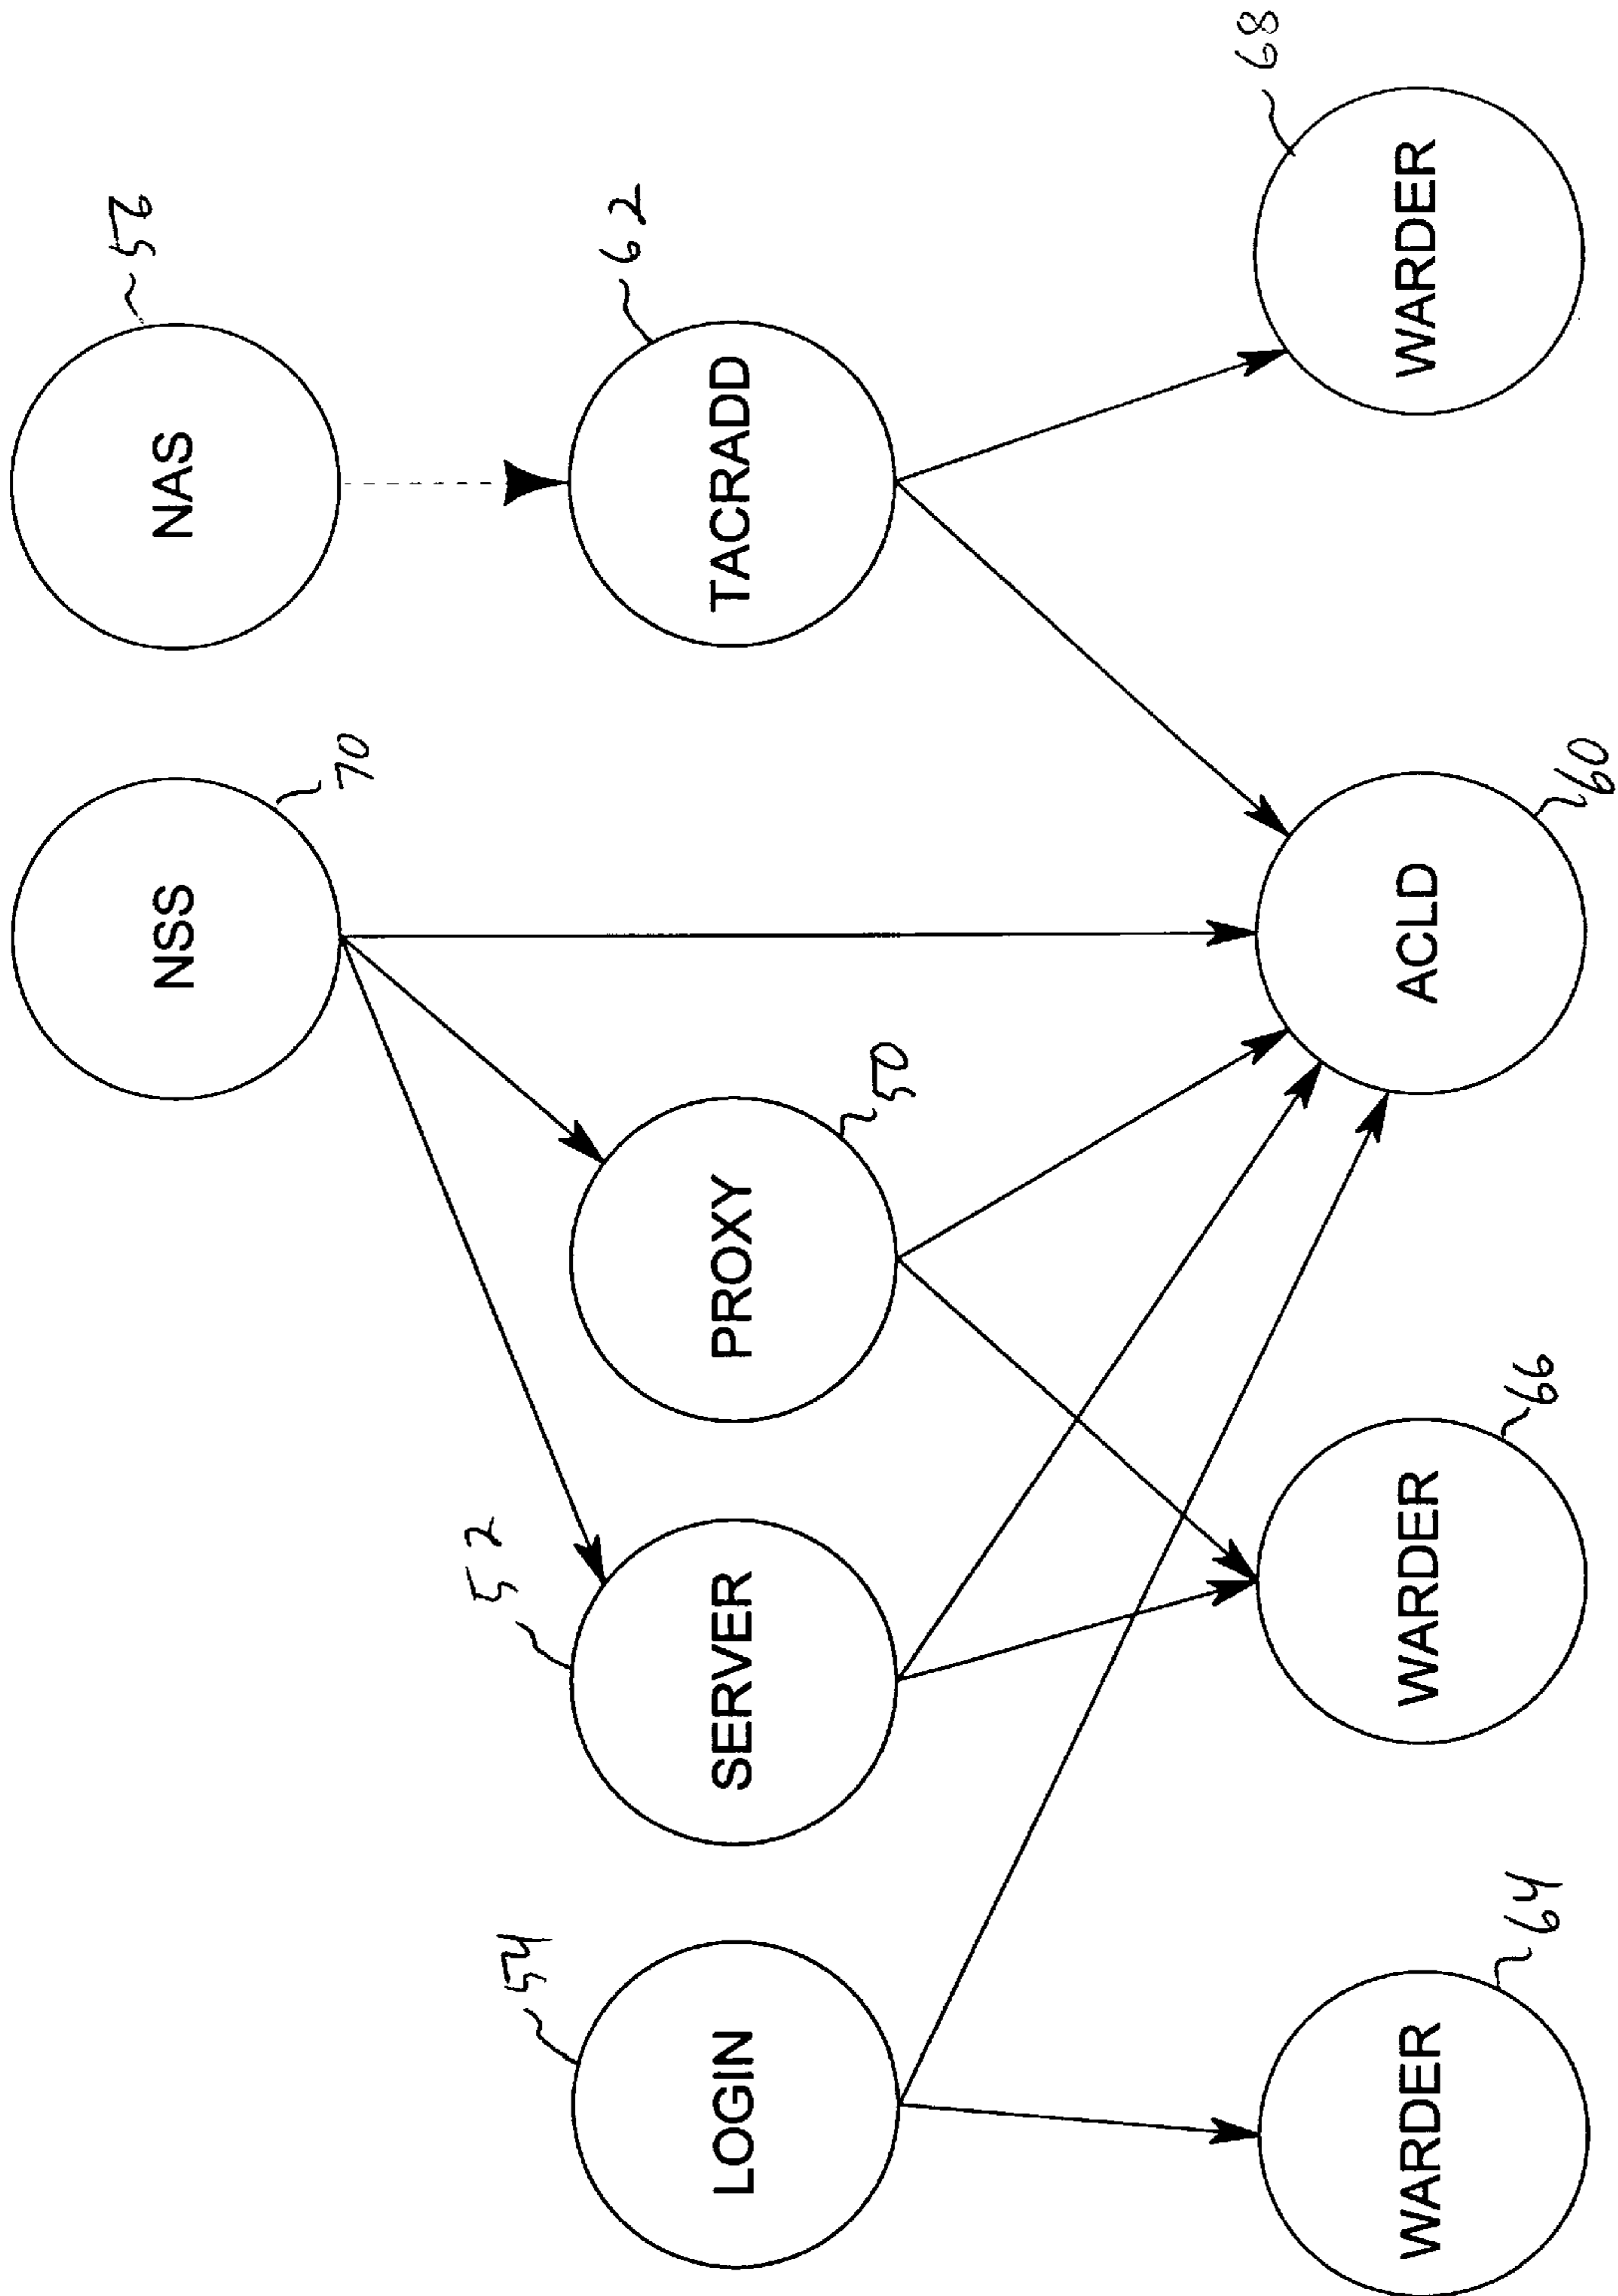 NSS
70
NAS
56
LOGIN
54
SERVER
52
PROXY
50
TACRADD
62
WARDER
64
WARDER
66
ACLD
60
WARDER
68